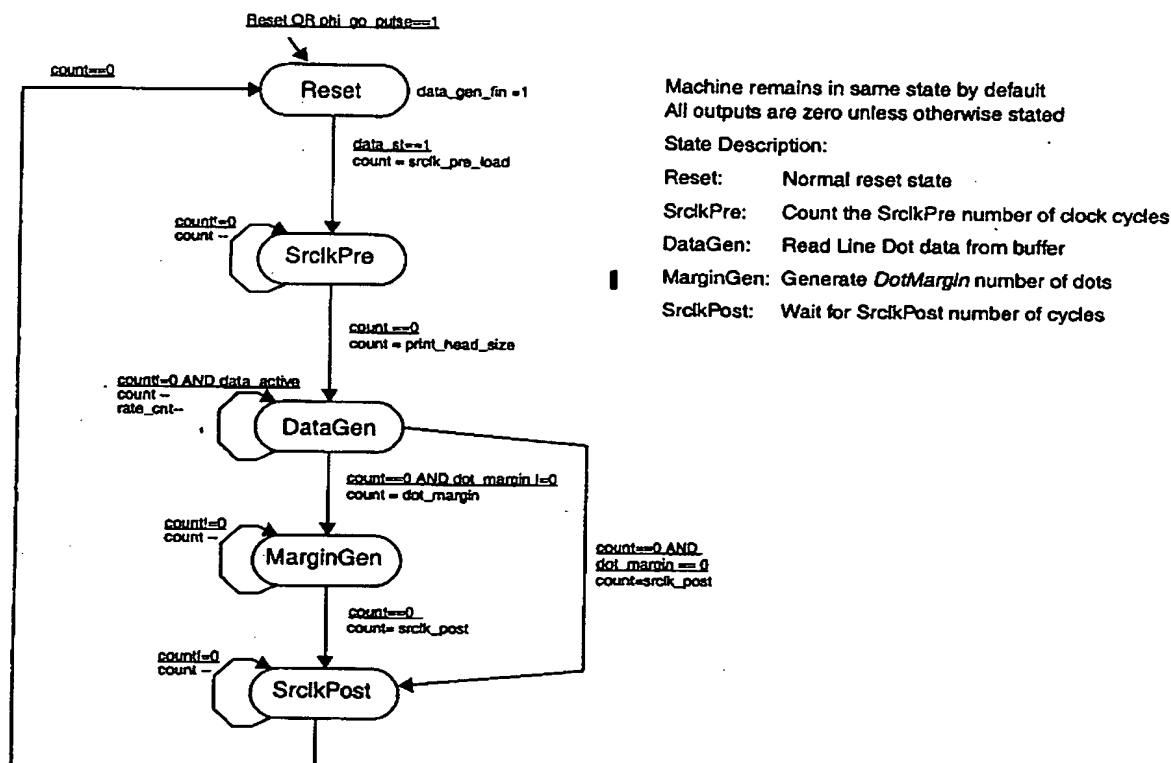 Reset OR phi_go_pulse==1
count==0
Reset
data_gen_fin =1
data_st==1
count = srclk_pre_load
count!=0
count --
SrclkPre
count ==0
count = print_head_size
count!=0 AND data_active
count --
rate_cnt--
DataGen
count==0 AND dot_margin !=0
count = dot_margin
count!=0
count --
MarginGen
count==0 AND
dot_margin == 0
count=srclk_post
count==0
count= srclk_post
count!=0
count --
SrclkPost
Machine remains in same state by default
All outputs are zero unless otherwise stated
State Description:
Reset: Normal reset state
SrclkPre: Count the SrclkPre number of clock cycles
DataGen: Read Line Dot data from buffer
MarginGen: Generate DotMargin number of dots
SrclkPost: Wait for SrclkPost number of cycles